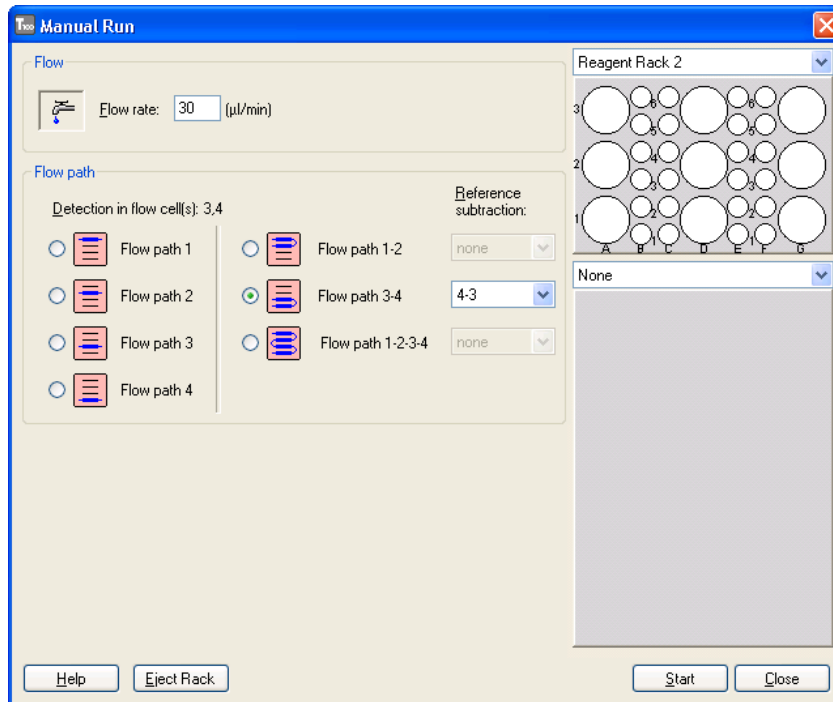 T100 Manual Run
Flow
Flow rate: 30 (µl/min)
Flow path
Detection in flow cell(s): 3,4
Reference
subtraction:
Flow path 1
Flow path 1-2
none
Flow path 2
Flow path 3-4
4-3
Flow path 3
Flow path 1-2-3-4
none
Flow path 4
Reagent Rack 2
3
6
6
5
5
2
4
4
3
3
1
2
2
1
1
A B C D E F G
None
Help
Eject Rack
Start
Close